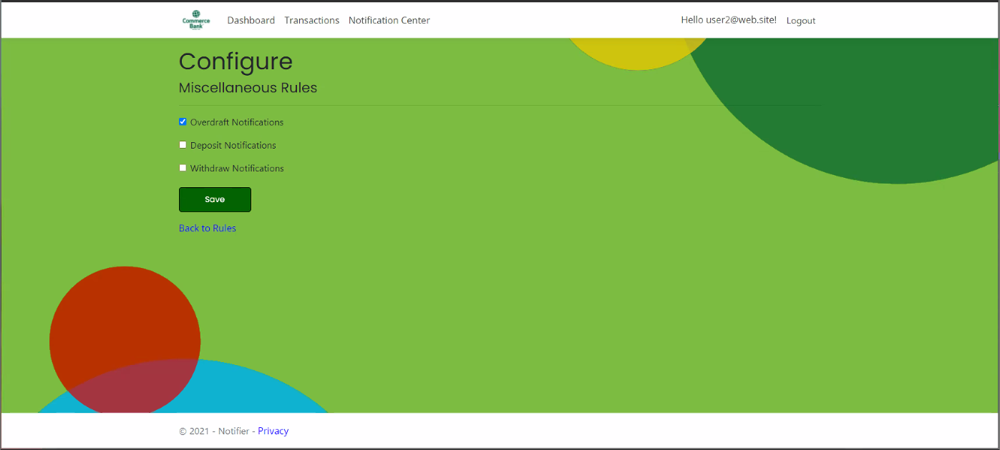 Commerce
Bank
Dashboard Transactions Notification Center Hello user2@web.site! Logout
Configure
Miscellaneous Rules
Overdraft Notifications
Deposit Notifications
Withdraw Notifications
Save
Back to Rules
© 2021 - Notifier - Privacy